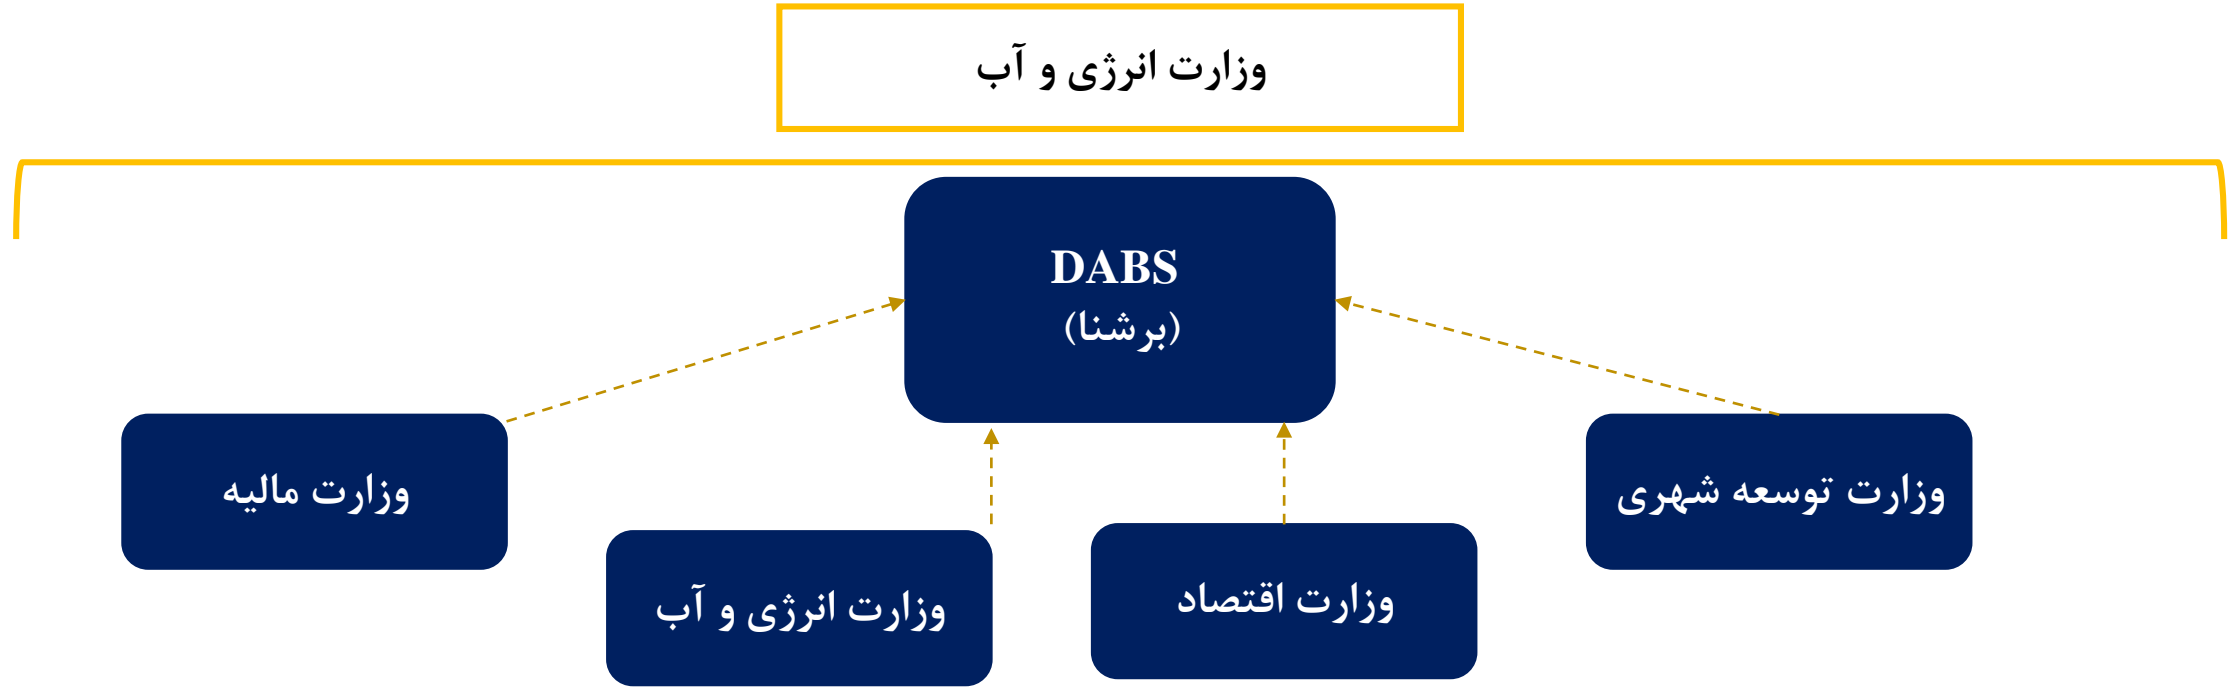 وزارت انرژی و آب
DABS
(برشنا)
وزارت توسعه شهری
وزارت مالیه
وزارت اقتصاد
وزارت انرژی و آب